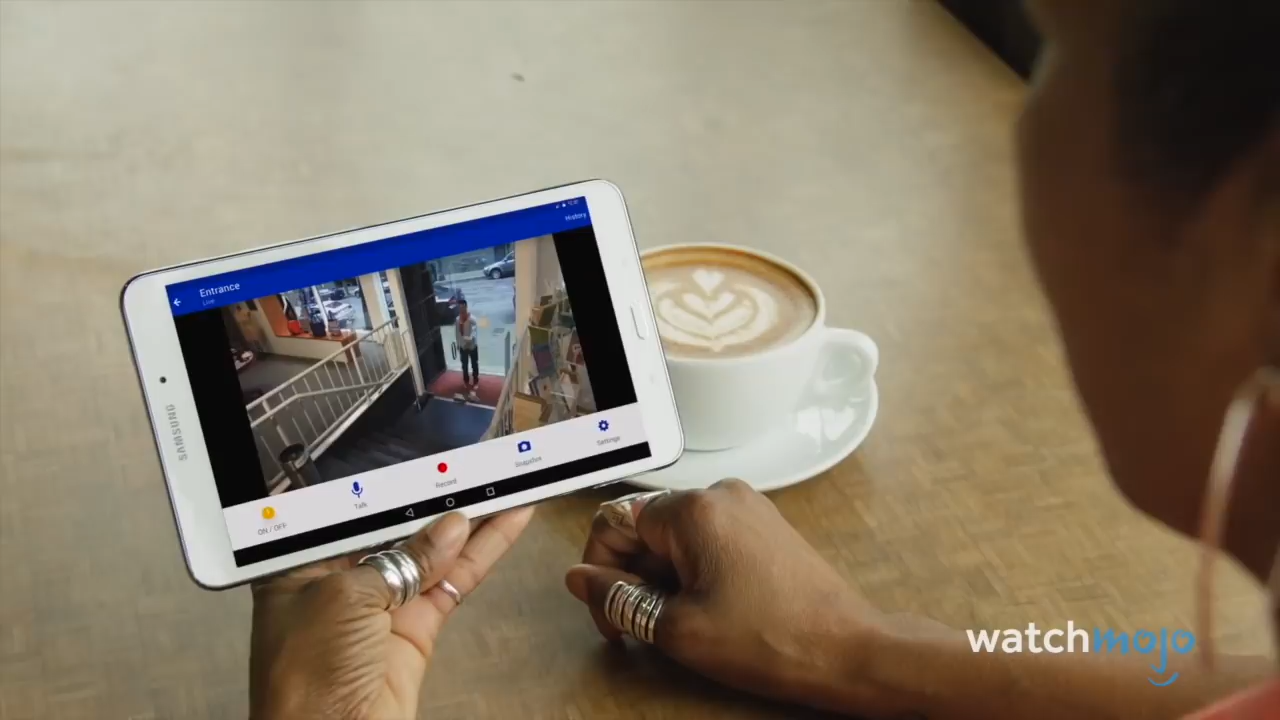 History
Entrance
Live
SAMSUNG
ON / OFF
Talk
Record
Snapshot
Settings
watchmojo